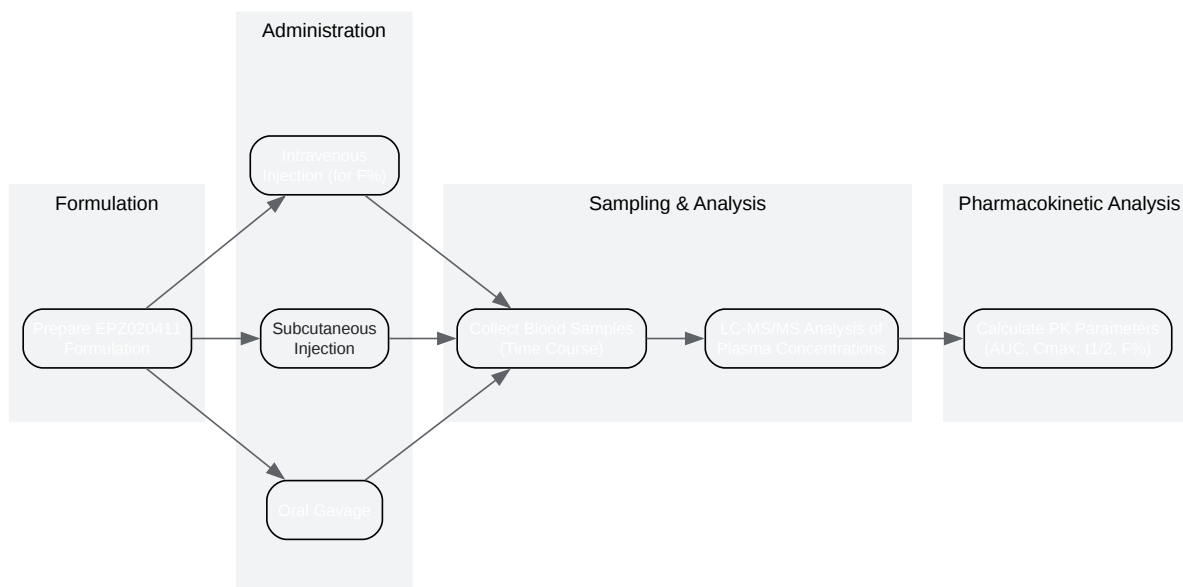 Administration
Intravenous
Injection (for F%)
Formulation
Sampling & Analysis
Pharmacokinetic Analysis
Prepare EPZ020411
Formulation
Subcutaneous
Injection
Collect Blood Samples
(Time Course)
LC-MS/MS Analysis of
Plasma Concentrations
Calculate PK Parameters
(AUC, Cmax, t1/2, F%)
Oral Gavage